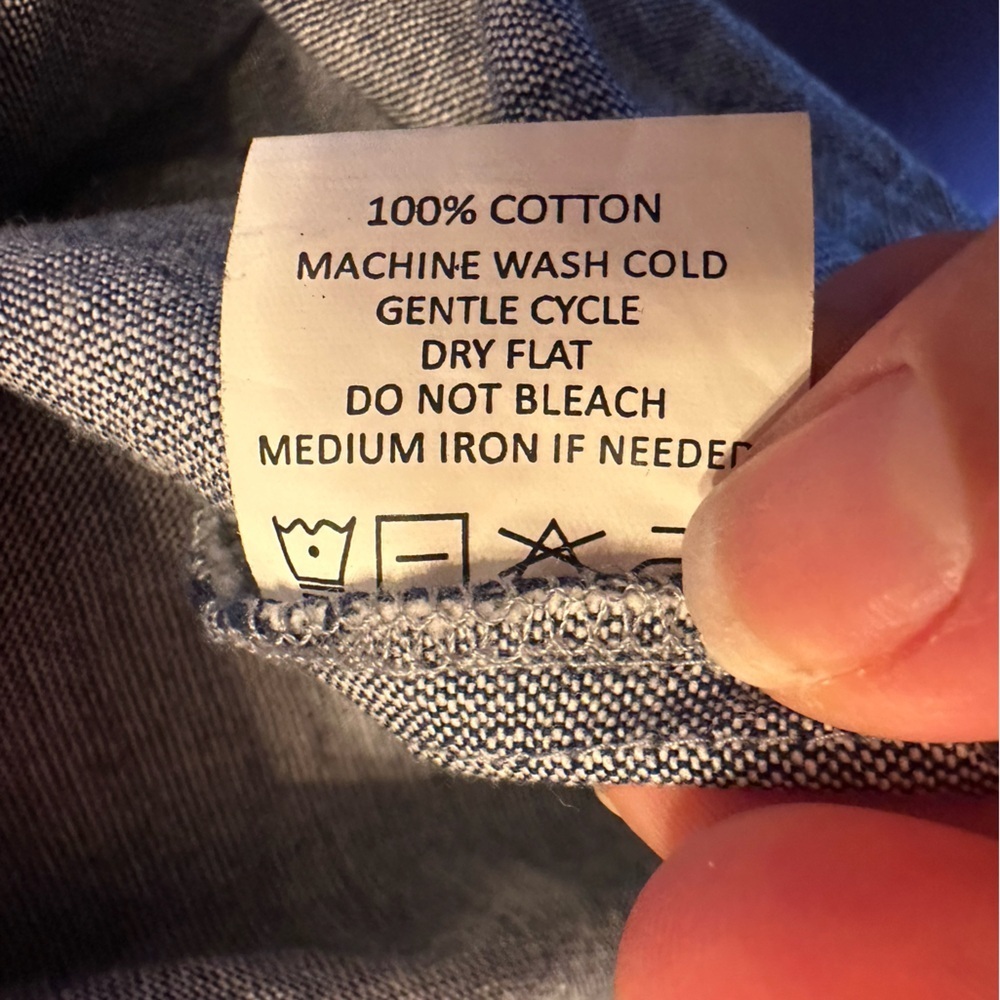 100% COTTON
MACHINE WASH COLD
GENTLE CYCLE
DRY FLAT
DO NOT BLEACH
MEDIUM IRON IF NEEDED